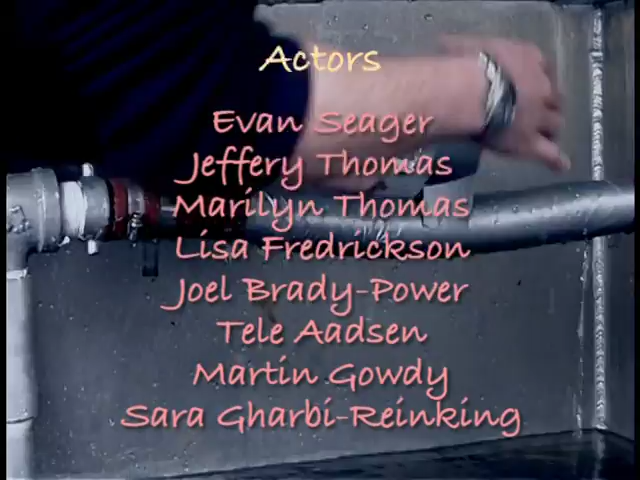 Actors
Evan Seager
Jeffery Thomas
Marilyn Thomas
Lisa Fredrickson
Joel Brady-Power
Tele Aadsen
Martin Gowdy
Sara Gharbi-Reinking